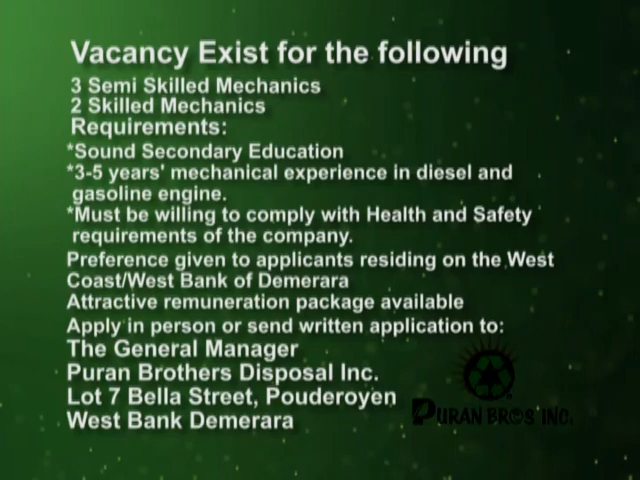 Vacancy Exist for the following
3 Semi Skilled Mechanics
2 Skilled Mechanics
Requirements:
*Sound Secondary Education
*3-5 years' mechanical experience in diesel and
gasoline engine.
*Must be willing to comply with Health and Safety
requirements of the company.
Preference given to applicants residing on the West
Coast/West Bank of Demerara
Attractive remuneration package available
Apply in person or send written application to:
The General Manager
Puran Brothers Disposal Inc.
Lot 7 Bella Street, Pouderoyen
West Bank Demerara
PURAN BROS INC.